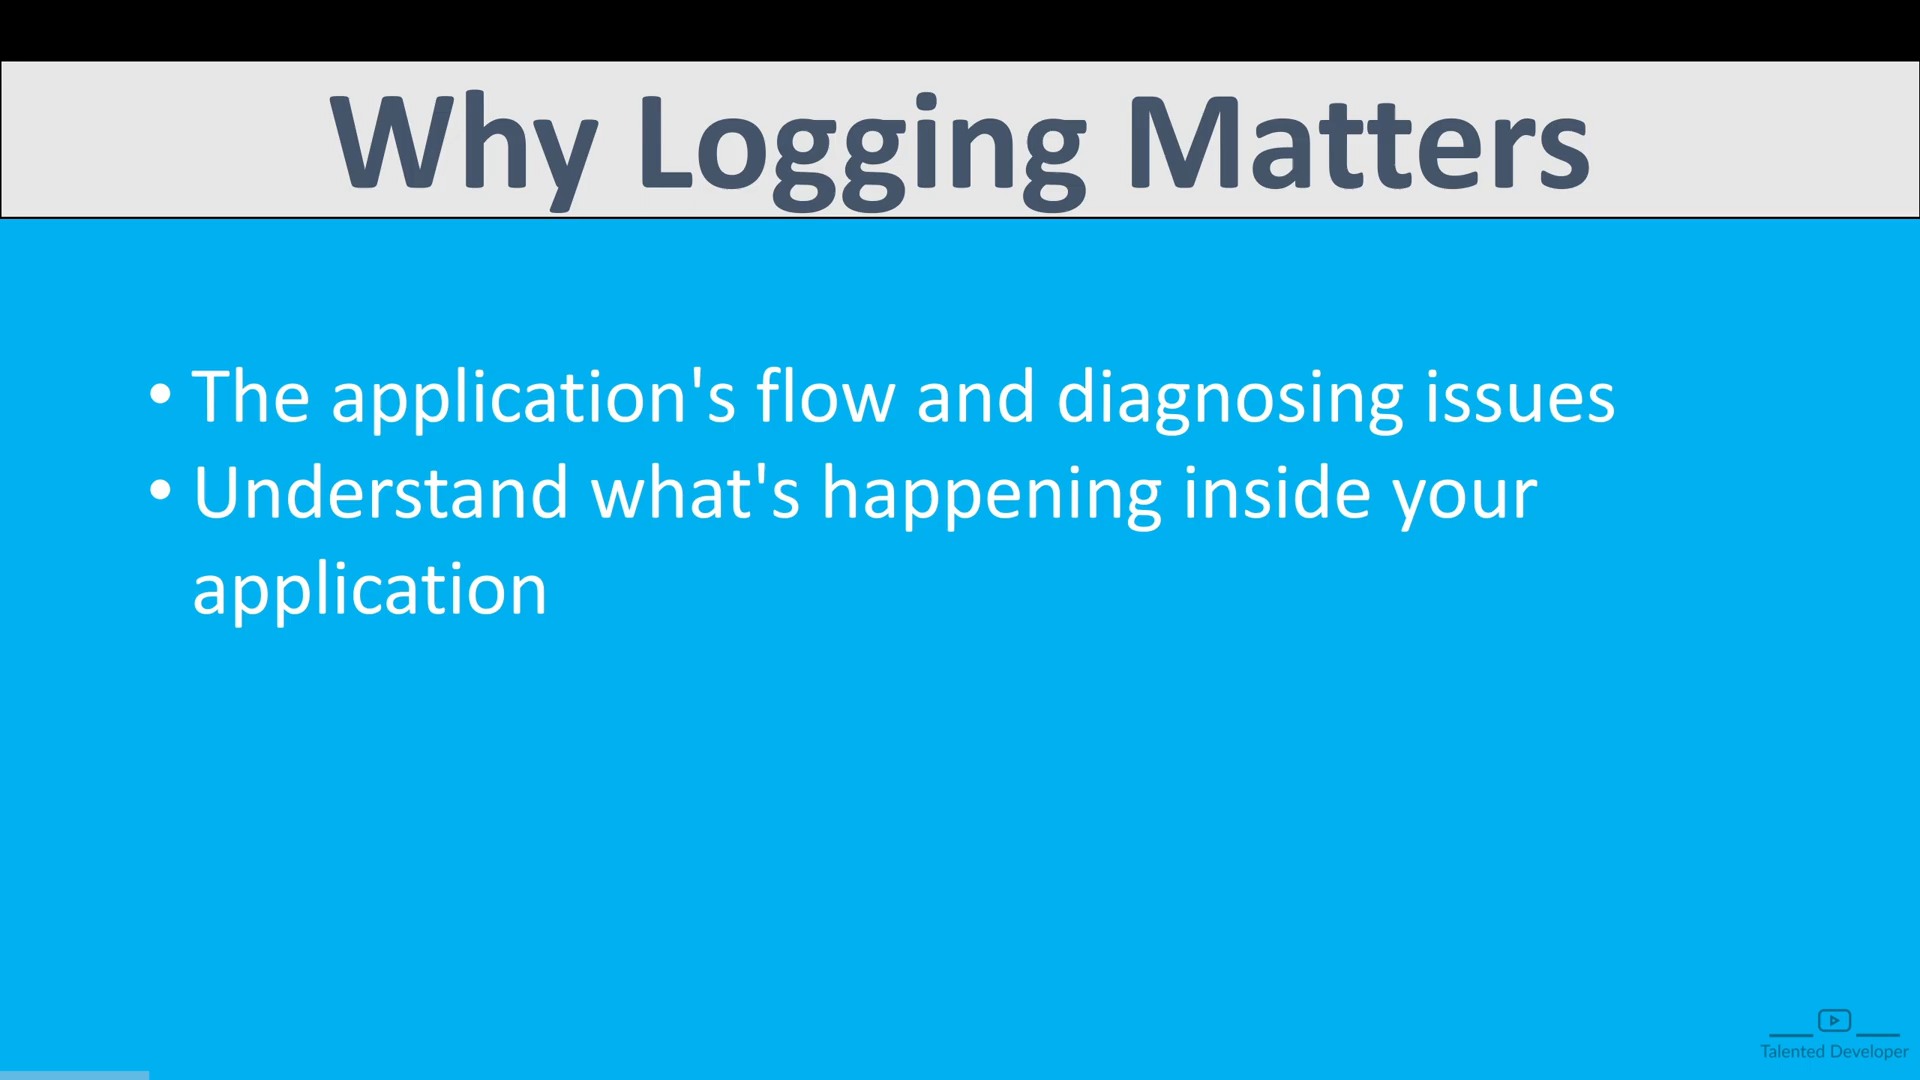 Why Logging Matters
• The application's flow and diagnosing issues
• Understand what's happening inside your
application
Talented Developer